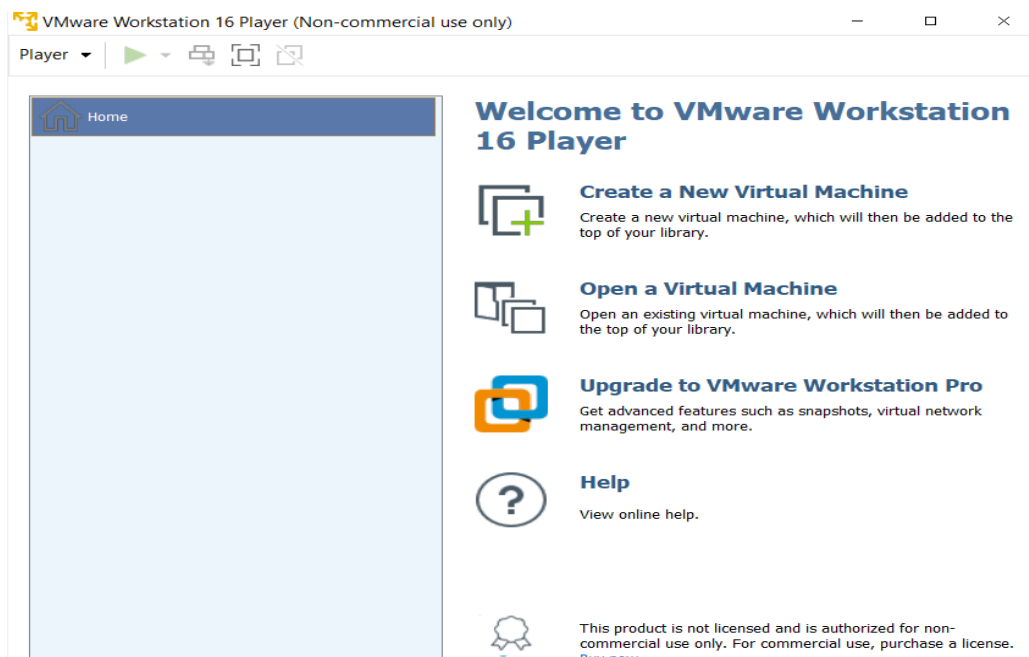 VMware Workstation 16 Player (Non-commercial use only)
Player
Home
Welcome to VMware Workstation
16 Player
Create a New Virtual Machine
Create a new virtual machine, which will then be added to the
top of your library.
Open a Virtual Machine
Open an existing virtual machine, which will then be added to
the top of your library.
Upgrade to VMware Workstation Pro
Get advanced features such as snapshots, virtual network
management, and more.
Help
View online help.
This product is not licensed and is authorized for non-
commercial use only. For commercial use, purchase a license.
Buy now